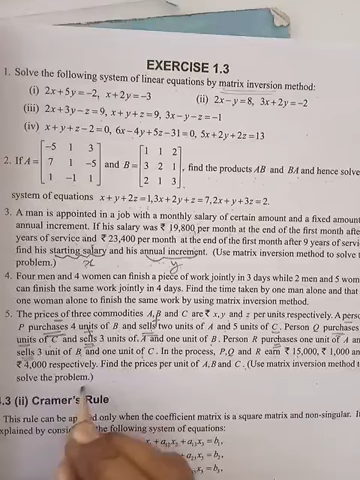 EXERCISE 1.3
1. Solve the following system of linear equations by matrix inversion method:
(i) 2x+5y=−2, x+2y=−3 (ii) 2x−y=8, 3x+2y=−2
(iii) 2x+3y−z=9, x+y+z=9, 3x−y−z=−1
(iv) x+y+z−2=0, 6x−4y+5z−31=0, 5x+2y+2z=13
2. If A = [−5 1 3; 7 1 −5; 1 −1 1] and B = [1 1 2; 3 2 1; 2 1 3], find the products AB and BA and hence solve
system of equations x+y+2z=1, 3x+2y+z=7, 2x+y+3z=2.
3. A man is appointed in a job with a monthly salary of certain amount and a fixed amount
annual increment. If his salary was ₹ 19,800 per month at the end of the first month afte
years of service and ₹ 23,400 per month at the end of the first month after 9 years of servi
find his starting salary and his annual increment. (Use matrix inversion method to solve t
problem.) x y
4. Four men and 4 women can finish a piece of work jointly in 3 days while 2 men and 5 wom
can finish the same work jointly in 4 days. Find the time taken by one man alone and that
one woman alone to finish the same work by using matrix inversion method.
5. The prices of three commodities A, B and C are ₹ x, y and z per units respectively. A perso
P purchases 4 units of B and sells two units of A and 5 units of C. Person Q purchases
units of C and sells 3 units of A and one unit of B. Person R purchases one unit of A an
sells 3 unit of B and one unit of C. In the process, P, Q and R earn ₹ 15,000, ₹ 1,000 an
₹ 4,000 respectively. Find the prices per unit of A, B and C. (Use matrix inversion method t
solve the problem.)
4.3 (ii) Cramer's Rule
This rule can be only when the coefficient matrix is a square matrix and non-singular. I
explained by the following system of equations:
x₁ + a₁₂x₂ + a₁₃x₃ = b₁,